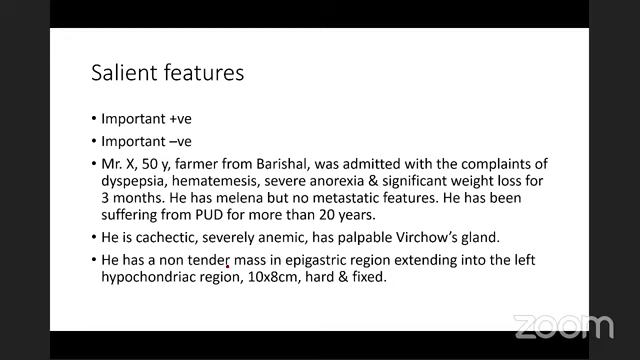 Salient features
• Important +ve
• Important –ve
• Mr. X, 50 y, farmer from Barishal, was admitted with the complaints of
dyspepsia, hematemesis, severe anorexia & significant weight loss for
3 months. He has melena but no metastatic features. He has been
suffering from PUD for more than 20 years.
• He is cachectic, severely anemic, has palpable Virchow's gland.
• He has a non tender mass in epigastric region extending into the left
hypochondriac region, 10x8cm, hard & fixed.
zoom